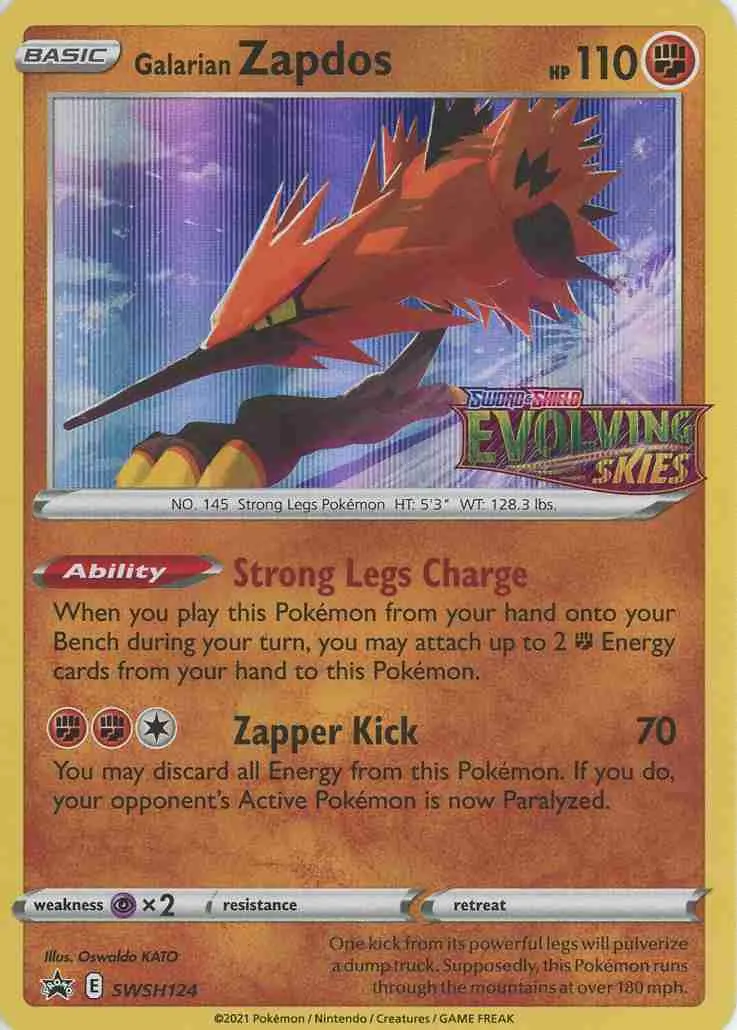 BASIC
Galarian Zapdos
HP 110
SWORD & SHIELD
EVOLVING
SKIES
NO. 145 Strong Legs Pokémon HT: 5'3" WT: 128.3 lbs.
Ability Strong Legs Charge
When you play this Pokémon from your hand onto your
Bench during your turn, you may attach up to 2 Energy
cards from your hand to this Pokémon.
Zapper Kick 70
You may discard all Energy from this Pokémon. If you do,
your opponent's Active Pokémon is now Paralyzed.
weakness ×2 resistance retreat
Illus. Oswaldo KATO
One kick from its powerful legs will pulverize
a dump truck. Supposedly, this Pokémon runs
through the mountains at over 180 mph.
PROMO E SWSH124
©2021 Pokémon / Nintendo / Creatures / GAME FREAK